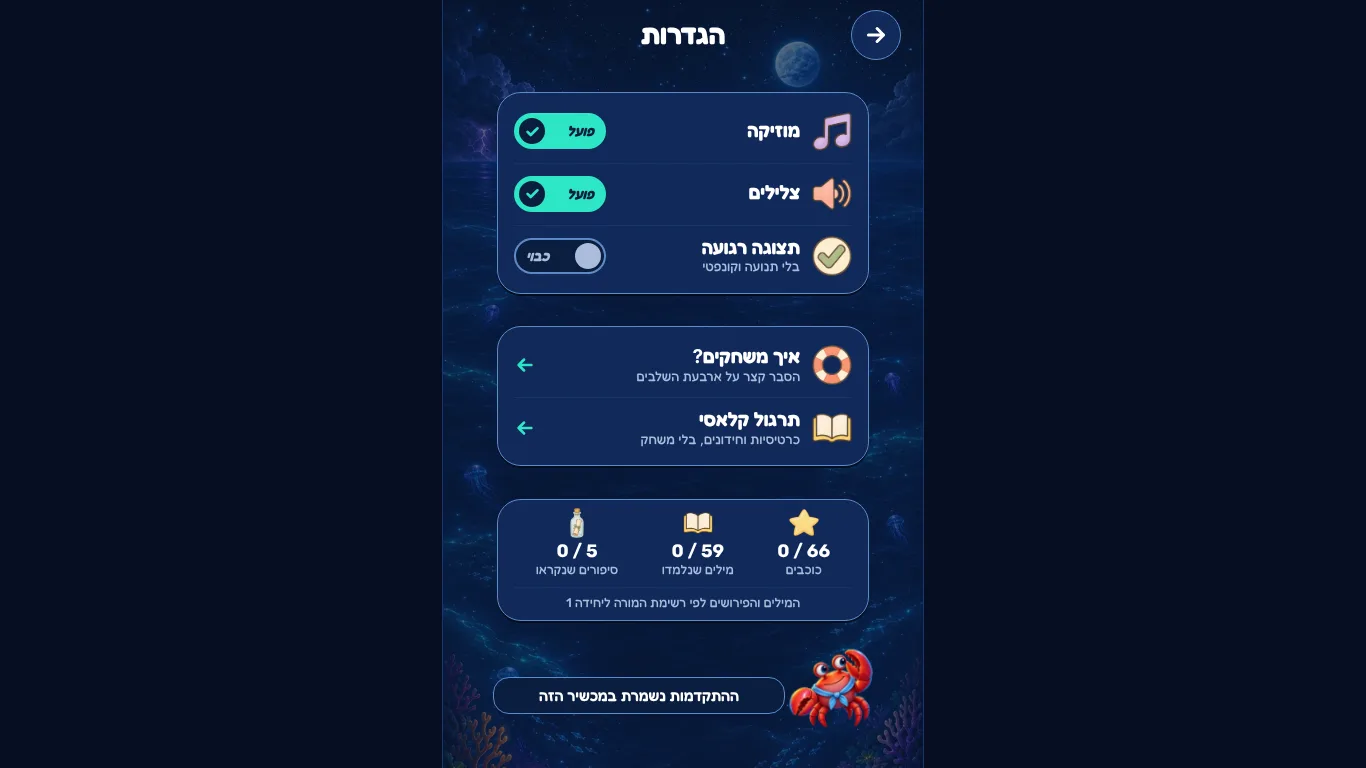 הגדרות
מוזיקה
פועל
צלילים
פועל
תצוגה רגועה
בלי תנועה וקונפטי
כבוי
איך משחקים?
הסבר קצר על ארבעת השלבים
תרגול קלאסי
כרטיסיות וחידונים, בלי משחק
0 / 66
כוכבים
0 / 59
מילים שנלמדו
0 / 5
סיפורים שנקראו
המילים והפירושים לפי רשימת המורה ליחידה 1
ההתקדמות נשמרת במכשיר הזה